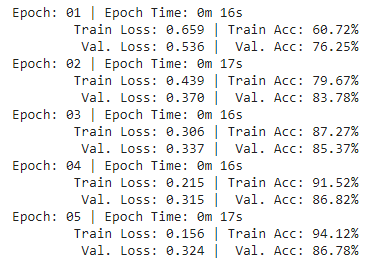 Epoch: 01 | Epoch Time: 0m 16s
Train Loss: 0.659 | Train Acc: 60.72%
Val. Loss: 0.536 | Val. Acc: 76.25%
Epoch: 02 | Epoch Time: 0m 17s
Train Loss: 0.439 | Train Acc: 79.67%
Val. Loss: 0.370 | Val. Acc: 83.78%
Epoch: 03 | Epoch Time: 0m 16s
Train Loss: 0.306 | Train Acc: 87.27%
Val. Loss: 0.337 | Val. Acc: 85.37%
Epoch: 04 | Epoch Time: 0m 16s
Train Loss: 0.215 | Train Acc: 91.52%
Val. Loss: 0.315 | Val. Acc: 86.82%
Epoch: 05 | Epoch Time: 0m 17s
Train Loss: 0.156 | Train Acc: 94.12%
Val. Loss: 0.324 | Val. Acc: 86.78%